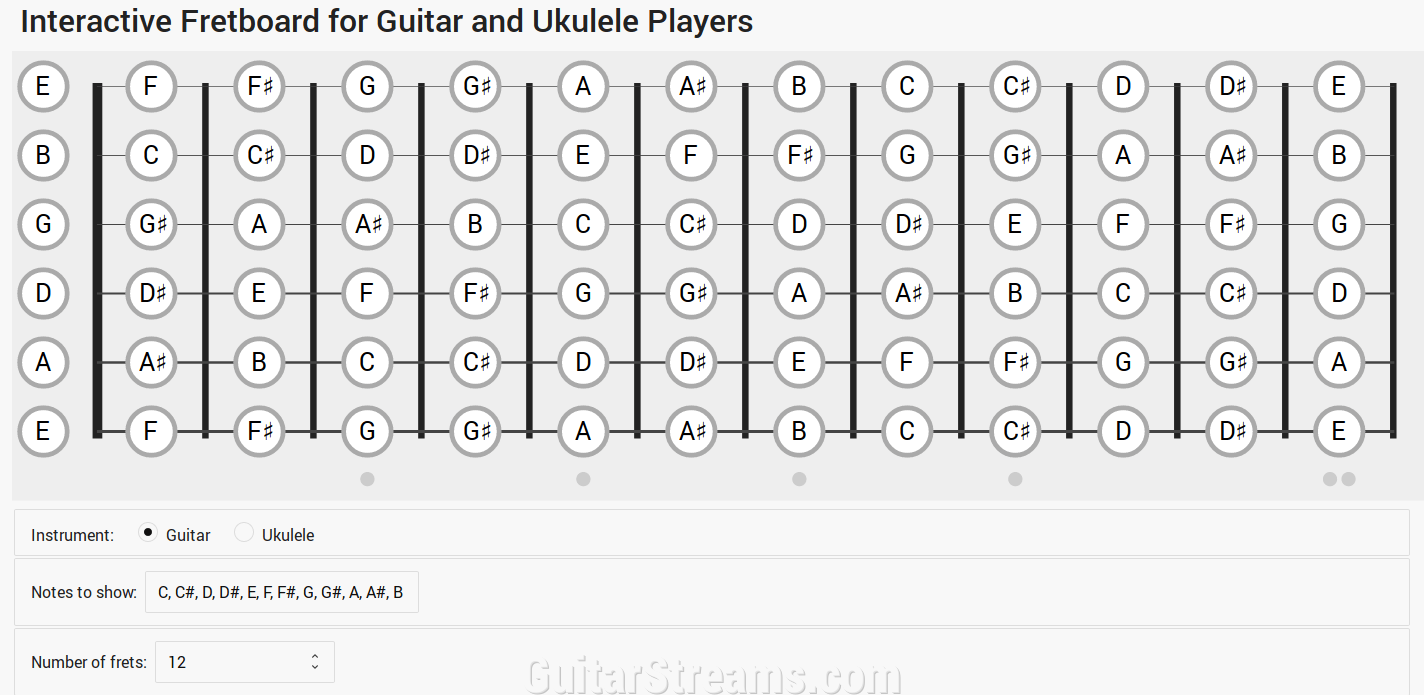 Interactive Fretboard for Guitar and Ukulele Players
E F F♯ G G♯ A A♯ B C C♯ D D♯ E
B C C♯ D D♯ E F F♯ G G♯ A A♯ B
G G♯ A A♯ B C C♯ D D♯ E F F♯ G
D D♯ E F F♯ G G♯ A A♯ B C C♯ D
A A♯ B C C♯ D D♯ E F F♯ G G♯ A
E F F♯ G G♯ A A♯ B C C♯ D D♯ E
Instrument: Guitar Ukulele
Notes to show: C, C#, D, D#, E, F, F#, G, G#, A, A#, B
Number of frets: 12
GuitarStreams.com